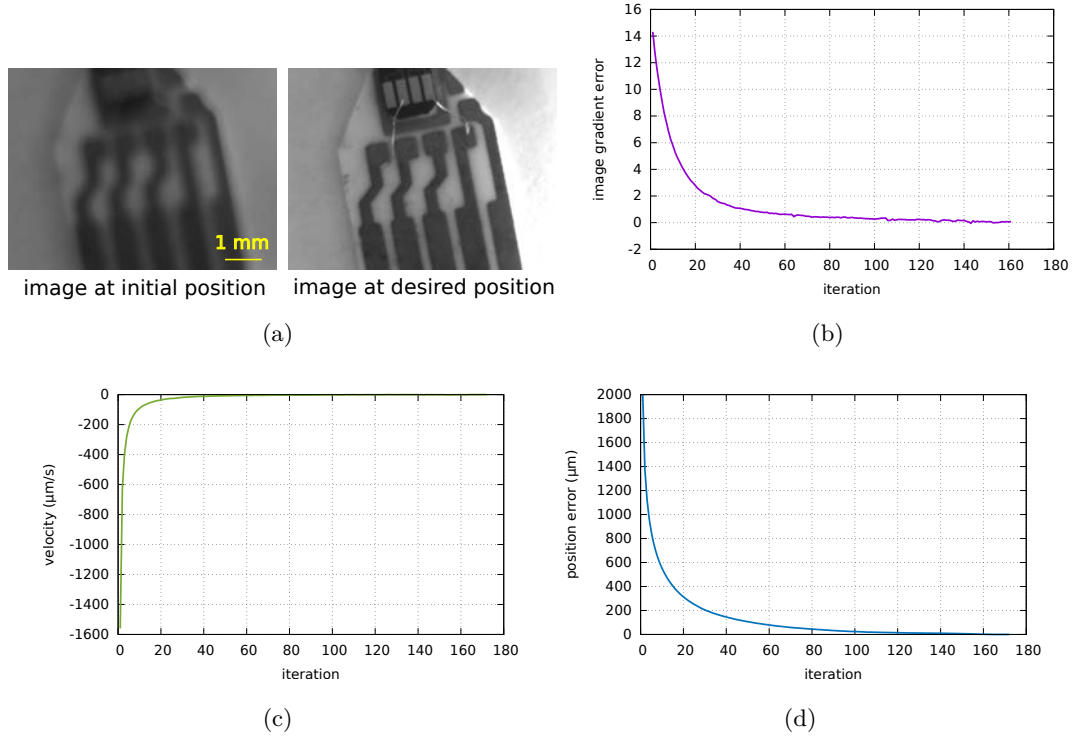 1 mm
image at initial position
image at desired position
(a)
16
14
12
10
8
6
4
2
0
-2
image gradient error
0 20 40 60 80 100 120 140 160 180
iteration
(b)
0
-200
-400
-600
-800
-1000
-1200
-1400
-1600
velocity (µm/s)
0 20 40 60 80 100 120 140 160 180
iteration
(c)
2000
1800
1600
1400
1200
1000
800
600
400
200
0
position error (µm)
0 20 40 60 80 100 120 140 160 180
iteration
(d)